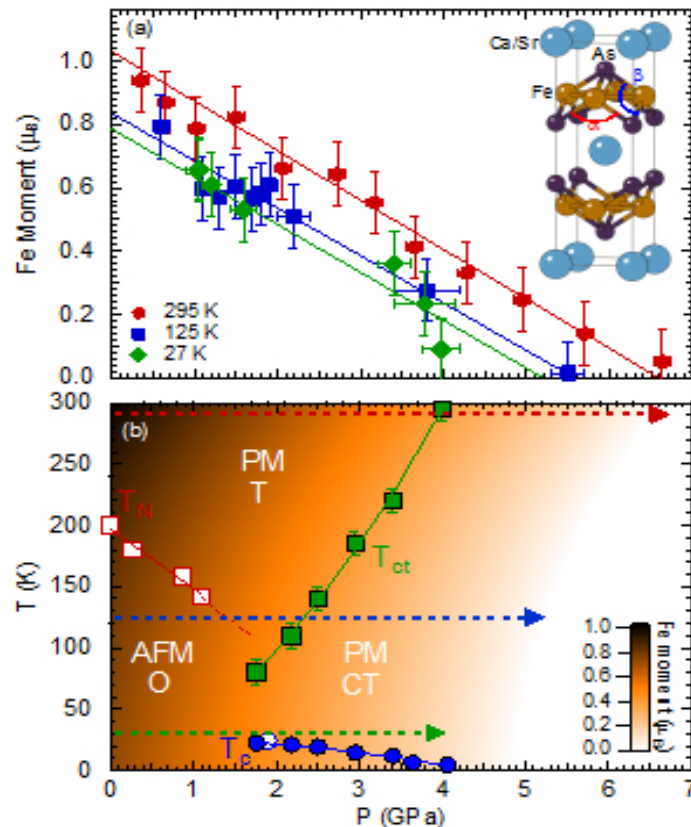 (a)
Ca/Sr
As
β
Fe
α
Fe Moment (μB)
1.0
0.8
0.6
0.4
0.2
0.0
295 K
125 K
27 K
(b)
PM
T
TN
Tct
AFM
O
PM
CT
Tc
T (K)
300
250
200
150
100
50
0
1.0
0.8
0.6
0.4
0.2
0.0
Fe moment (μB)
0 1 2 3 4 5 6 7
P (GPa)